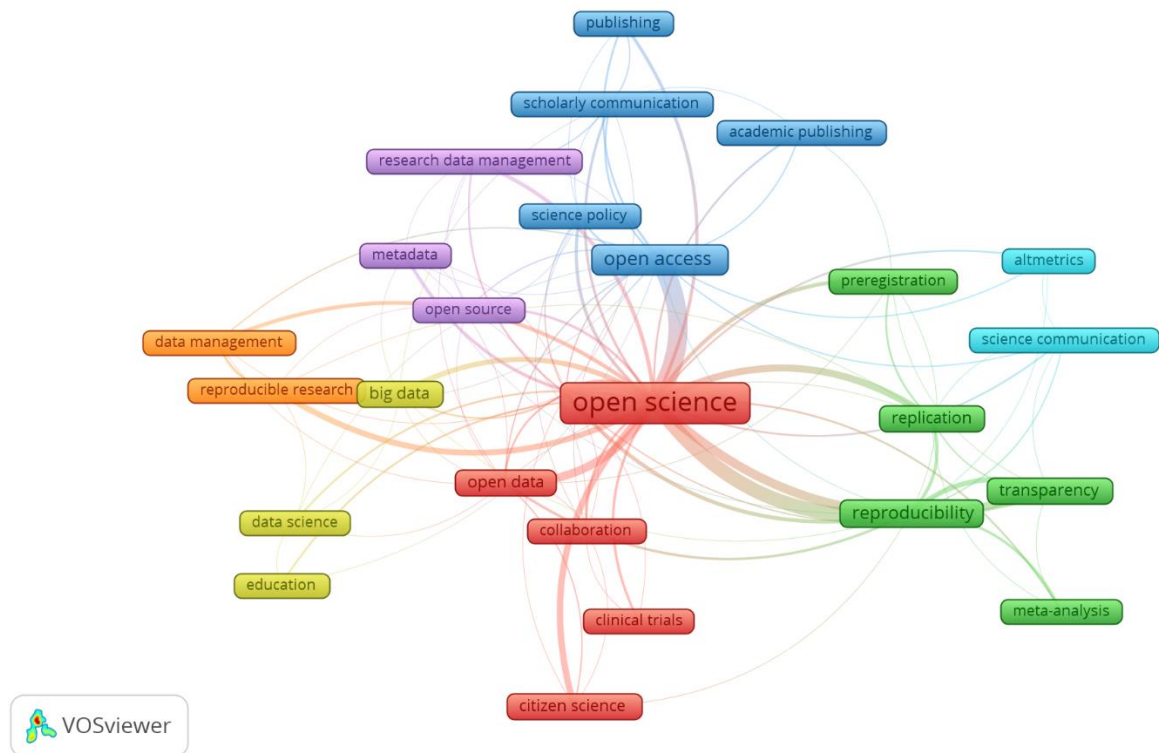 publishing
scholarly communication
academic publishing
research data management
science policy
metadata
open access
altmetrics
preregistration
open source
data management
science communication
reproducible research
big data
open science
replication
open data
transparency
reproducibility
data science
collaboration
education
meta-analysis
clinical trials
citizen science
VOSviewer